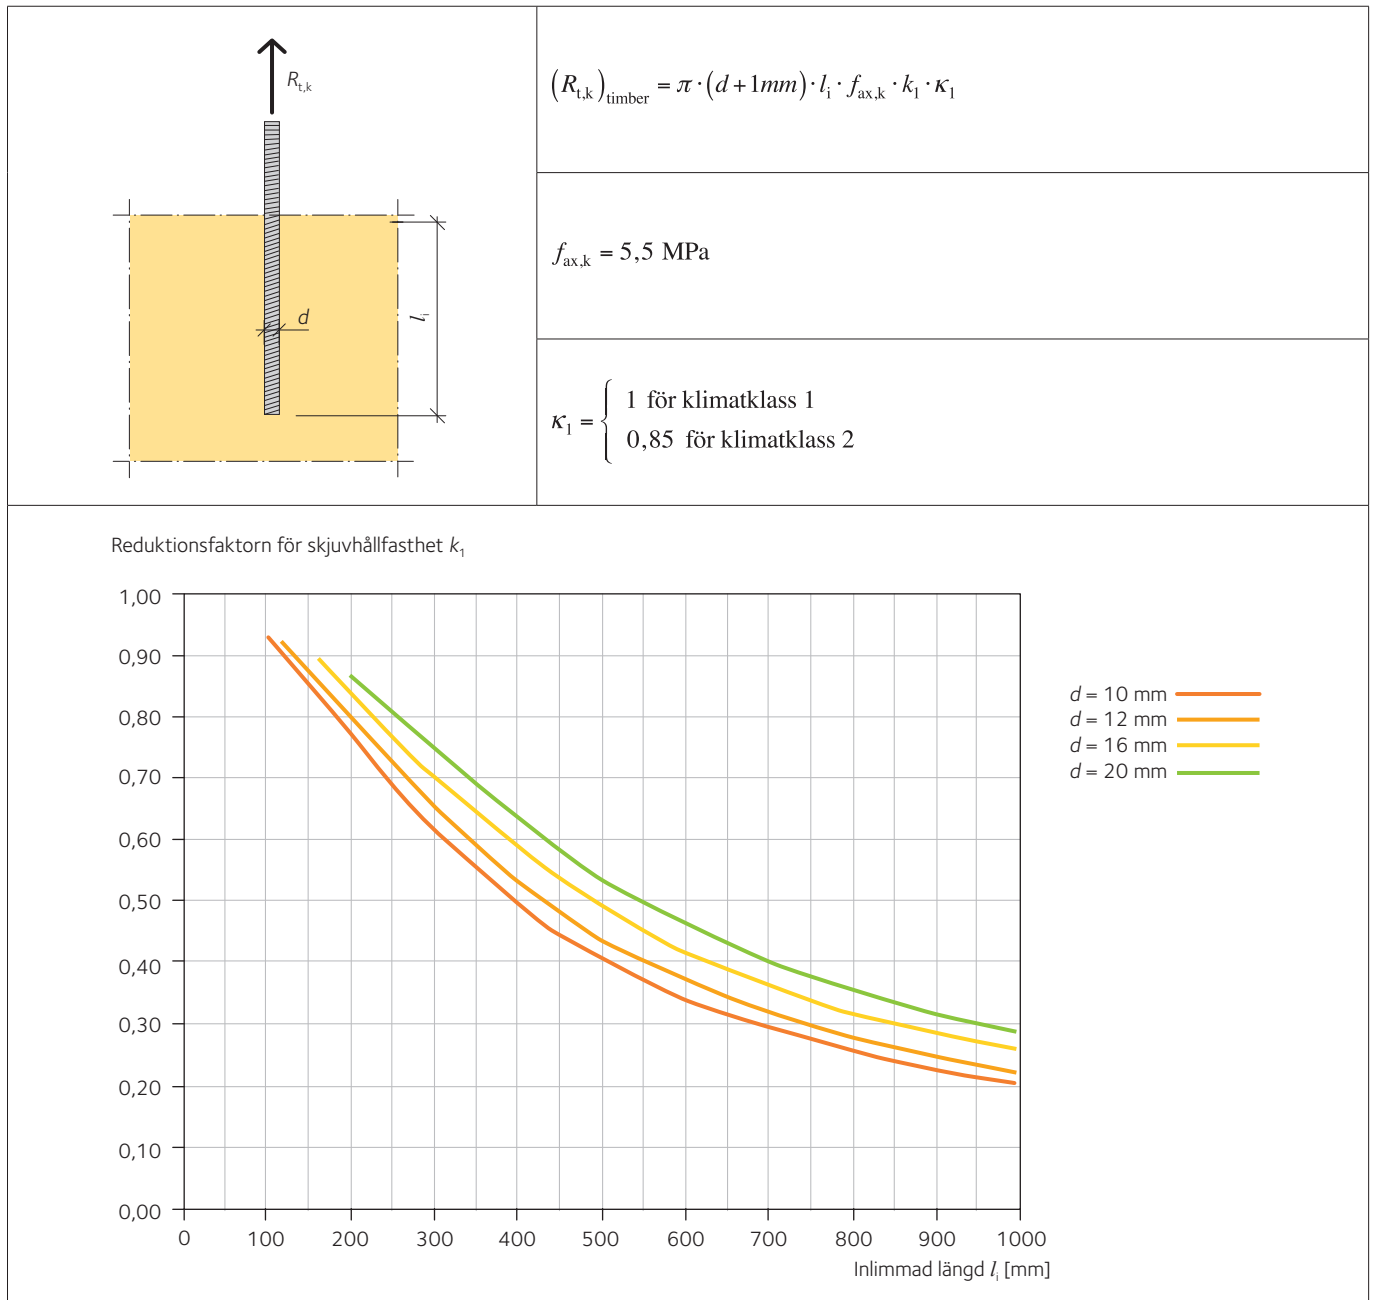 R_t,k
d
l_i
(R_t,k)_timber = π · (d + 1mm) · l_i · f_ax,k · k_1 · κ_1
f_ax,k = 5,5 MPa
κ_1 = { 1 för klimatklass 1
0,85 för klimatklass 2
Reduktionsfaktorn för skjuvhållfasthet k_1
1,00
0,90
0,80
0,70
0,60
0,50
0,40
0,30
0,20
0,10
0,00
0 100 200 300 400 500 600 700 800 900 1000
Inlimmad längd l_i [mm]
d = 10 mm
d = 12 mm
d = 16 mm
d = 20 mm